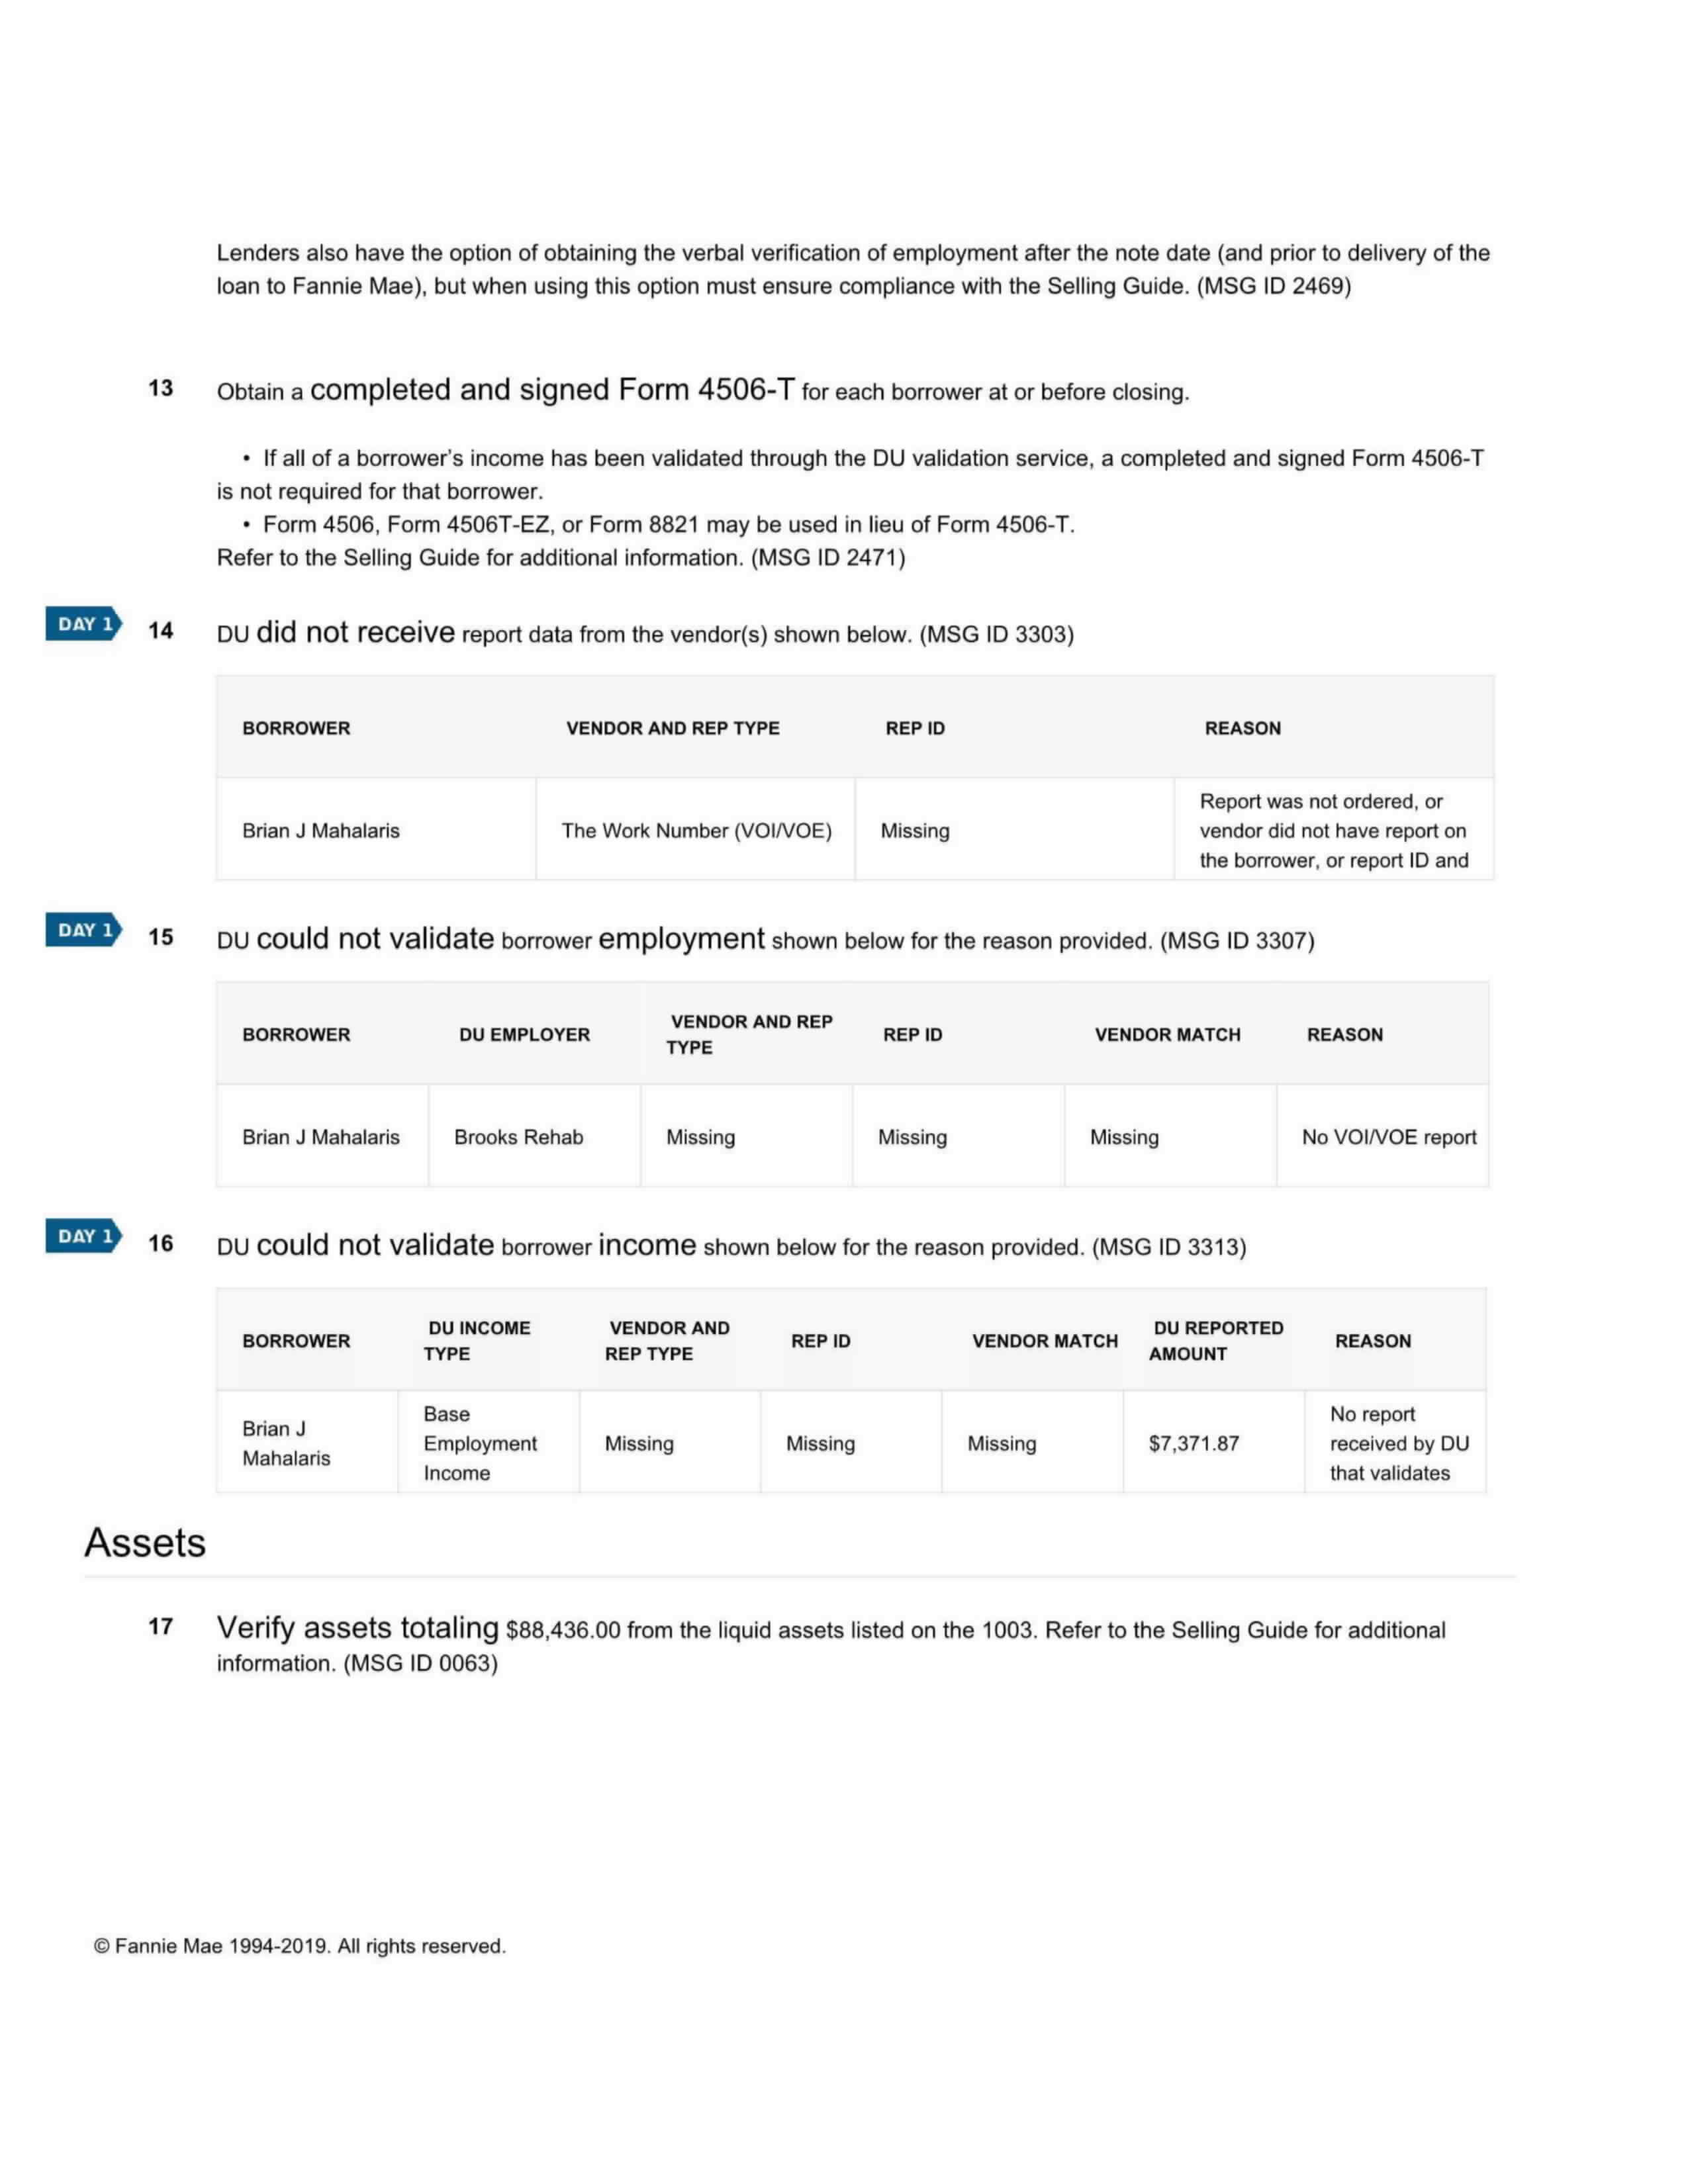 Lenders also have the option of obtaining the verbal verification of employment after the note date (and prior to delivery of the
loan to Fannie Mae), but when using this option must ensure compliance with the Selling Guide. (MSG ID 2469)
13 Obtain a completed and signed Form 4506-T for each borrower at or before closing.
• If all of a borrower's income has been validated through the DU validation service, a completed and signed Form 4506-T
is not required for that borrower.
• Form 4506, Form 4506T-EZ, or Form 8821 may be used in lieu of Form 4506-T.
Refer to the Selling Guide for additional information. (MSG ID 2471)
DAY 1 14 DU did not receive report data from the vendor(s) shown below. (MSG ID 3303)
BORROWER VENDOR AND REP TYPE REP ID REASON
Brian J Mahalaris The Work Number (VOI/VOE) Missing Report was not ordered, or
vendor did not have report on
the borrower, or report ID and
DAY 1 15 DU could not validate borrower employment shown below for the reason provided. (MSG ID 3307)
BORROWER DU EMPLOYER VENDOR AND REP
TYPE REP ID VENDOR MATCH REASON
Brian J Mahalaris Brooks Rehab Missing Missing Missing No VOI/VOE report
DAY 1 16 DU could not validate borrower income shown below for the reason provided. (MSG ID 3313)
BORROWER DU INCOME
TYPE VENDOR AND
REP TYPE REP ID VENDOR MATCH DU REPORTED
AMOUNT REASON
Brian J
Mahalaris Base
Employment
Income Missing Missing Missing $7,371.87 No report
received by DU
that validates
Assets
17 Verify assets totaling $88,436.00 from the liquid assets listed on the 1003. Refer to the Selling Guide for additional
information. (MSG ID 0063)
© Fannie Mae 1994-2019. All rights reserved.